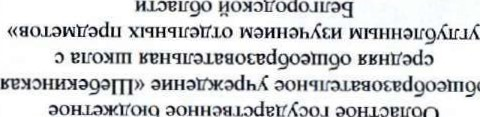 Областное государственное бюджетное
общеобразовательное учреждение «Шебекинская
средняя общеобразовательная школа с
углубленным изучением отдельных предметов»
Белгородской области